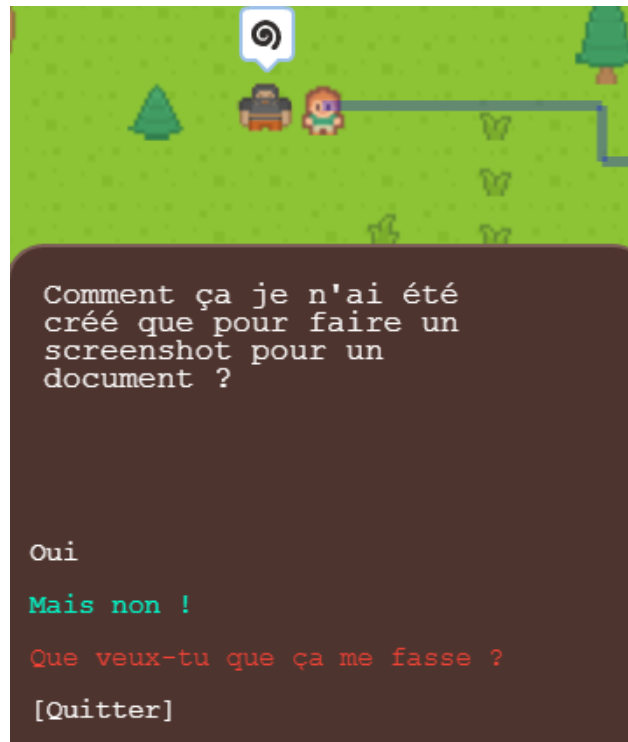 Comment ça je n'ai été
créé que pour faire un
screenshot pour un
document ?
Oui
Mais non !
Que veux-tu que ça me fasse ?
[Quitter]